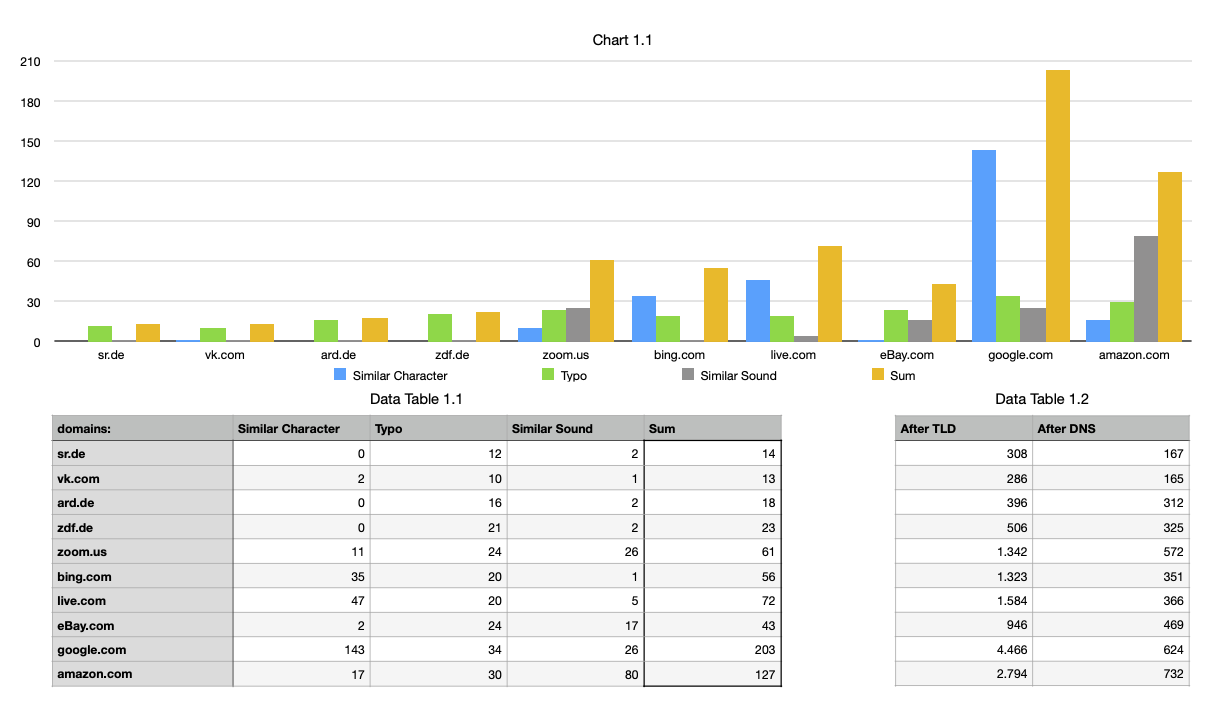 Chart 1.1
210
180
150
120
90
60
30
0
sr.de vk.com ard.de zdf.de zoom.us bing.com live.com eBay.com google.com amazon.com
Similar Character Typo Similar Sound Sum
Data Table 1.1 Data Table 1.2
domains: Similar Character Typo Similar Sound Sum After TLD After DNS
sr.de 0 12 2 14 308 167
vk.com 2 10 1 13 286 165
ard.de 0 16 2 18 396 312
zdf.de 0 21 2 23 506 325
zoom.us 11 24 26 61 1.342 572
bing.com 35 20 1 56 1.323 351
live.com 47 20 5 72 1.584 366
eBay.com 2 24 17 43 946 469
google.com 143 34 26 203 4.466 624
amazon.com 17 30 80 127 2.794 732